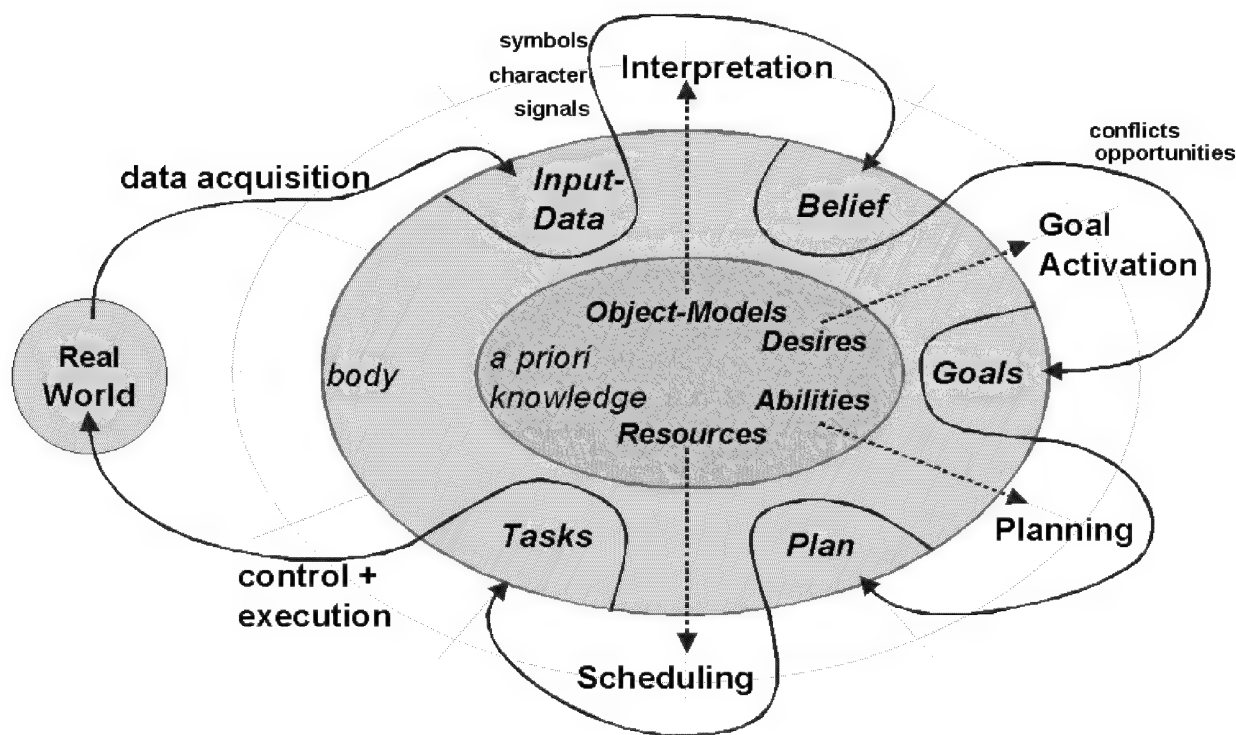 symbols
character
signals
Interpretation
conflicts
opportunities
data acquisition
Input-
Data
Belief
Goal
Activation
Object-Models
Desires
Real
World
body
a priori
knowledge
Goals
Abilities
Resources
Tasks
Plan
Planning
control +
execution
Scheduling